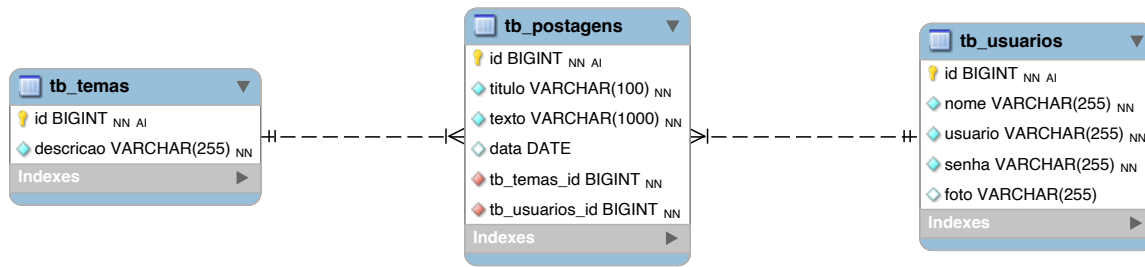 tb_temas
id BIGINT NN AI
descricao VARCHAR(255) NN
Indexes
tb_postagens
id BIGINT NN AI
titulo VARCHAR(100) NN
texto VARCHAR(1000) NN
data DATE
tb_temas_id BIGINT NN
tb_usuarios_id BIGINT NN
Indexes
tb_usuarios
id BIGINT NN AI
nome VARCHAR(255) NN
usuario VARCHAR(255) NN
senha VARCHAR(255) NN
foto VARCHAR(255)
Indexes